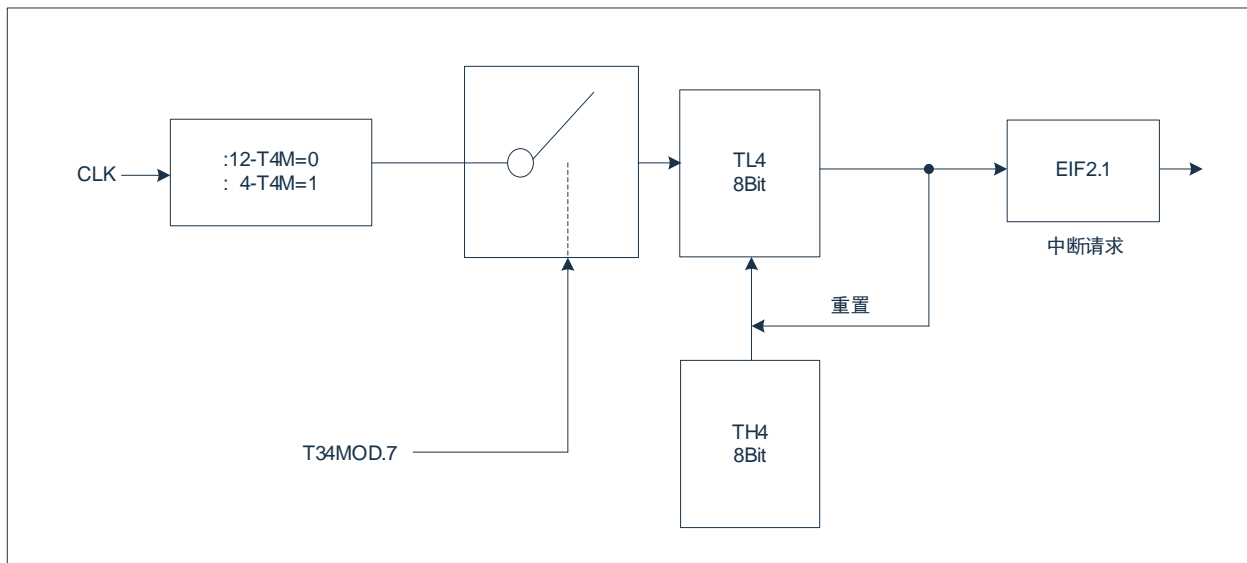 CLK
:12-T4M=0
: 4-T4M=1
TL4
8Bit
EIF2.1
中断请求
重置
TH4
8Bit
T34MOD.7